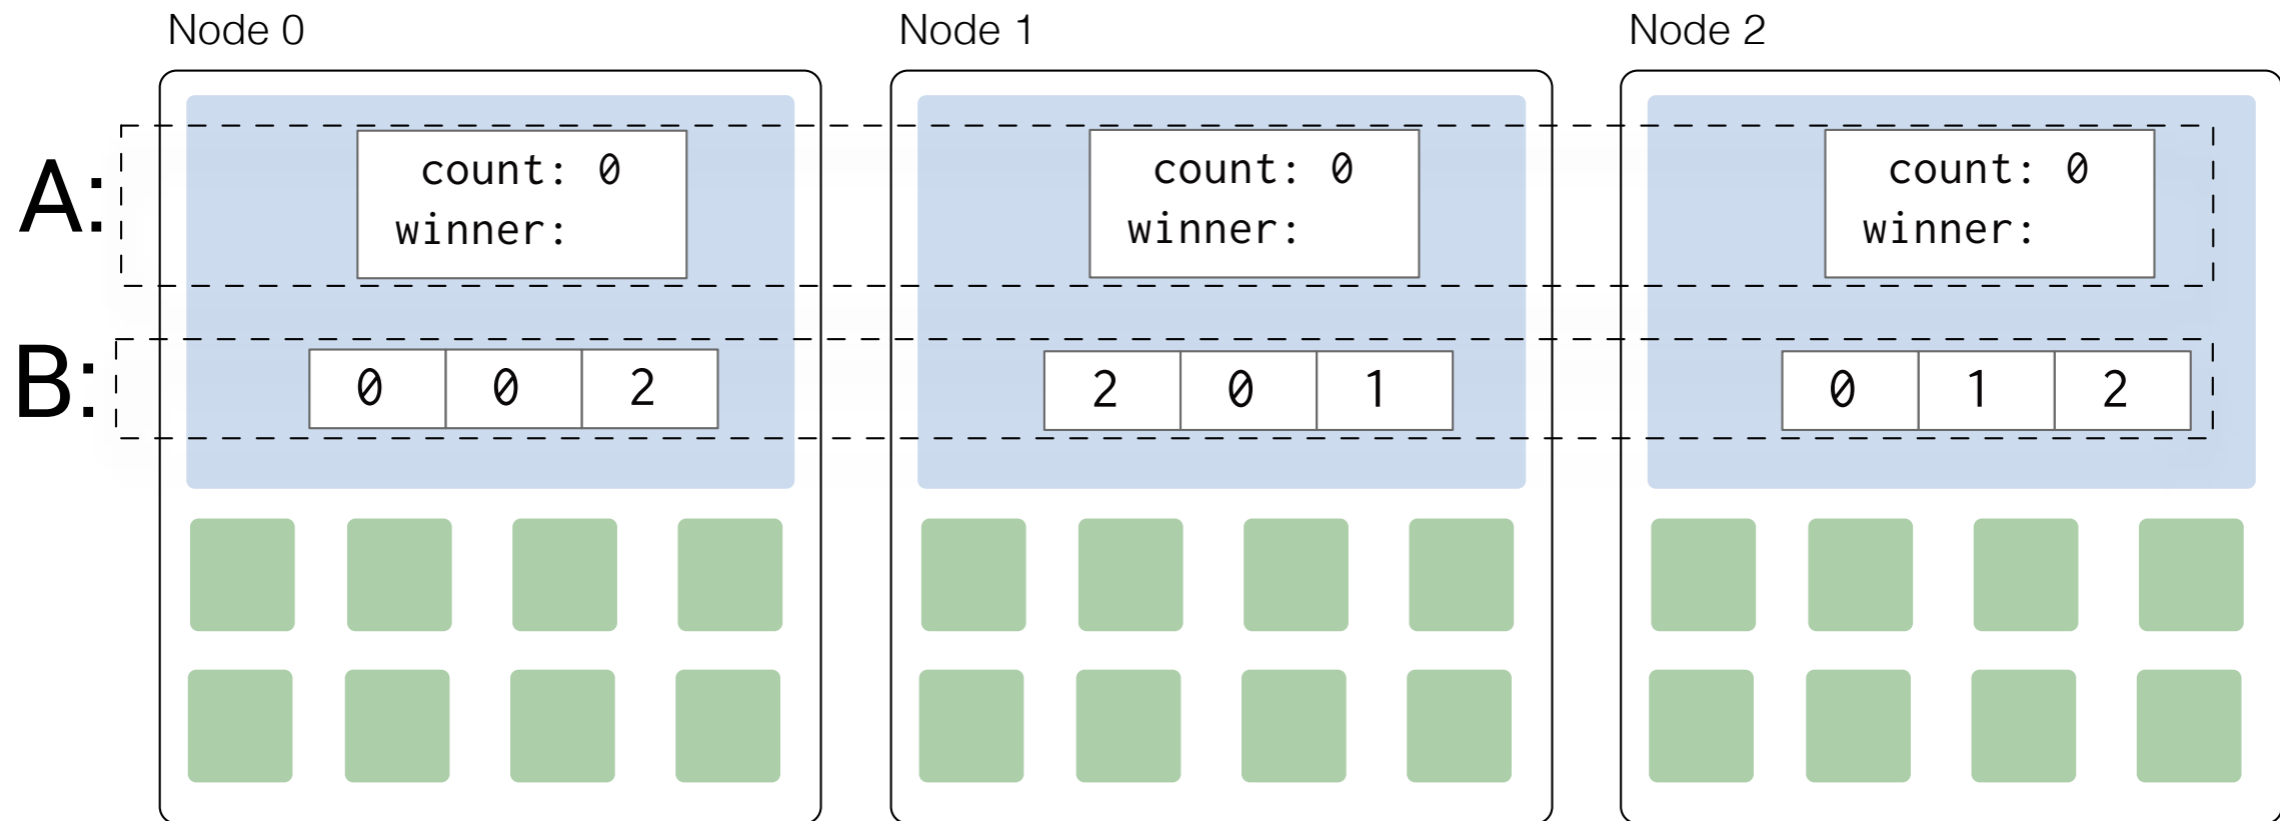 Node 0
Node 1
Node 2
A:
count: 0
winner:
count: 0
winner:
count: 0
winner:
B:
0 0 2
2 0 1
0 1 2